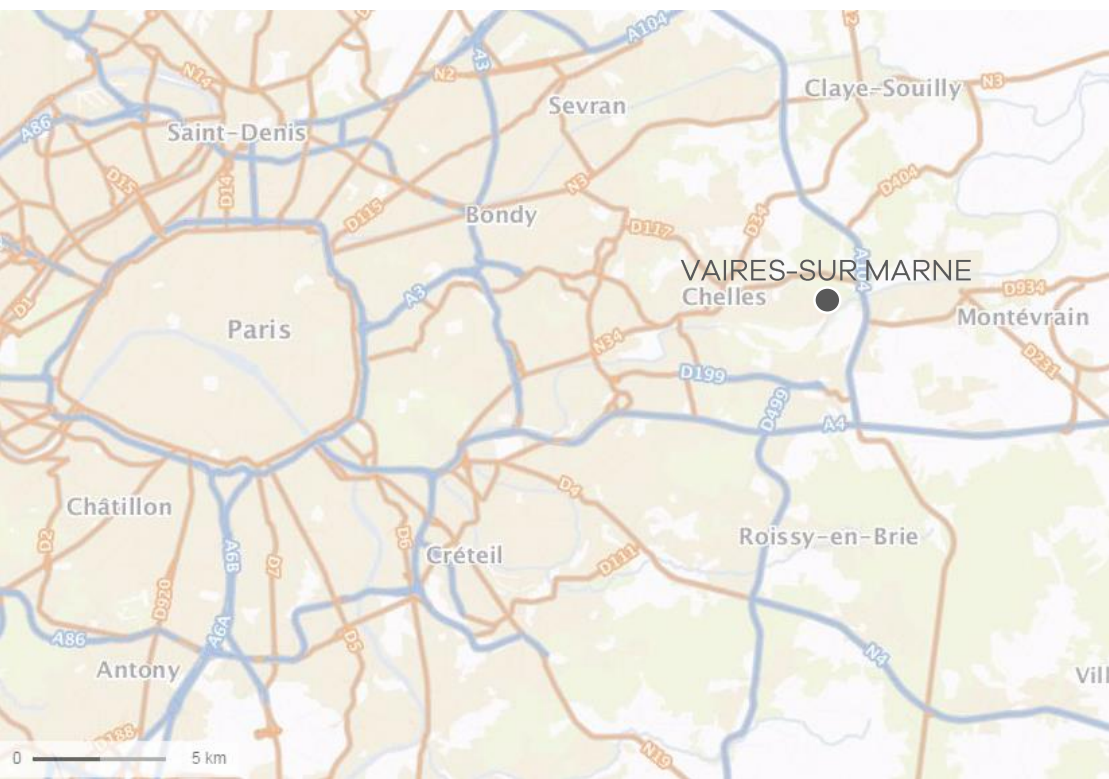 A104
A3
N2
N14
Claye-Souilly
N3
Sevran
A86
Saint-Denis
D15
D14
N3
D404
D115
Bondy
D117
D34
VAIRES-SUR MARNE
A3
Chelles
D934
D1
Paris
Montévrain
N34
D231
D199
D499
A4
Châtillon
D4
D2
D6
Roissy-en-Brie
A6B
D7
Créteil
D111
D920
A86
A6A
D5
N4
Antony
Vill
D188
N19
0
5 km